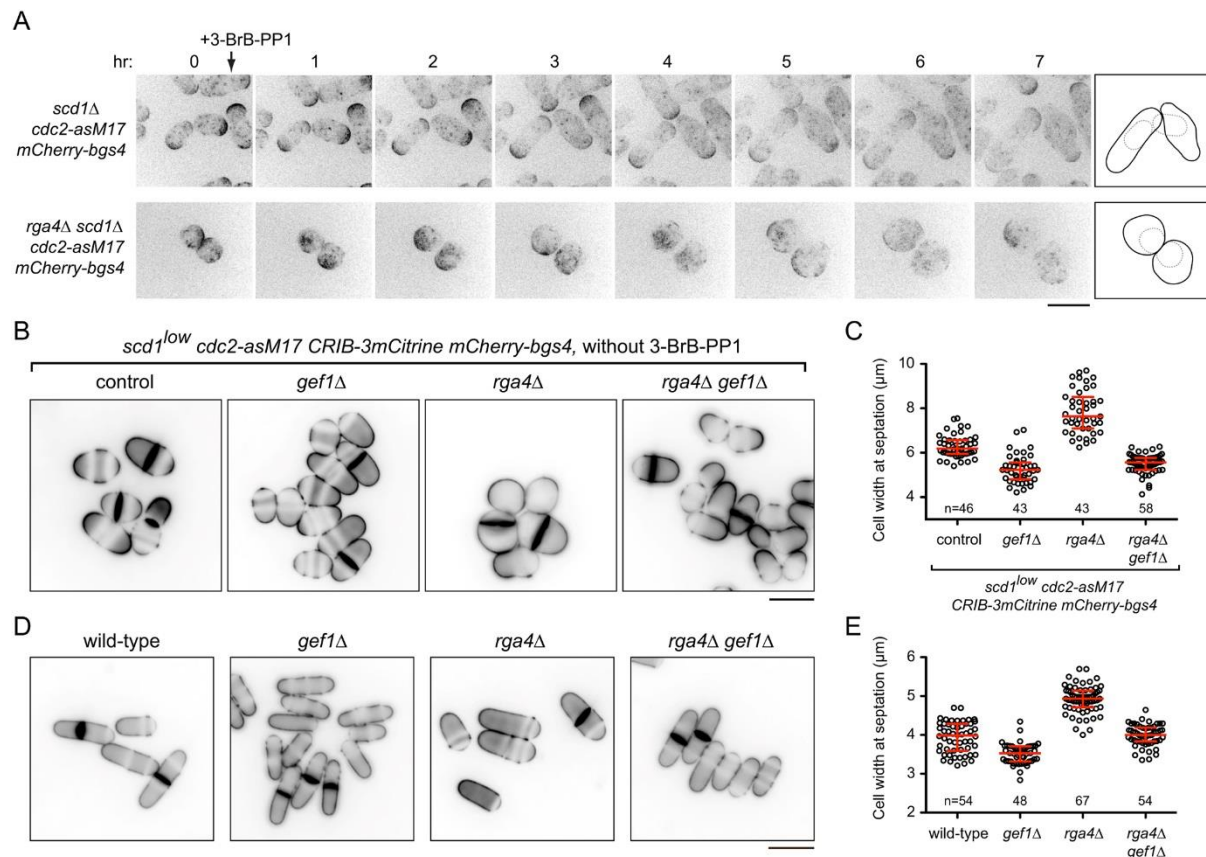 A
+3-BrB-PP1
hr: 0 1 2 3 4 5 6 7
scd1Δ
cdc2-asM17
mCherry-bgs4
rga4Δ scd1Δ
cdc2-asM17
mCherry-bgs4
B
scd1low cdc2-asM17 CRIB-3mCitrine mCherry-bgs4, without 3-BrB-PP1
control gef1Δ rga4Δ rga4Δ gef1Δ
C
Cell width at septation (µm)
10
8
6
4
n=46 43 43 58
control gef1Δ rga4Δ rga4Δ
gef1Δ
scd1low cdc2-asM17
CRIB-3mCitrine mCherry-bgs4
D
wild-type gef1Δ rga4Δ rga4Δ gef1Δ
E
Cell width at septation (µm)
6
5
4
3
2
n=54 48 67 54
wild-type gef1Δ rga4Δ rga4Δ
gef1Δ